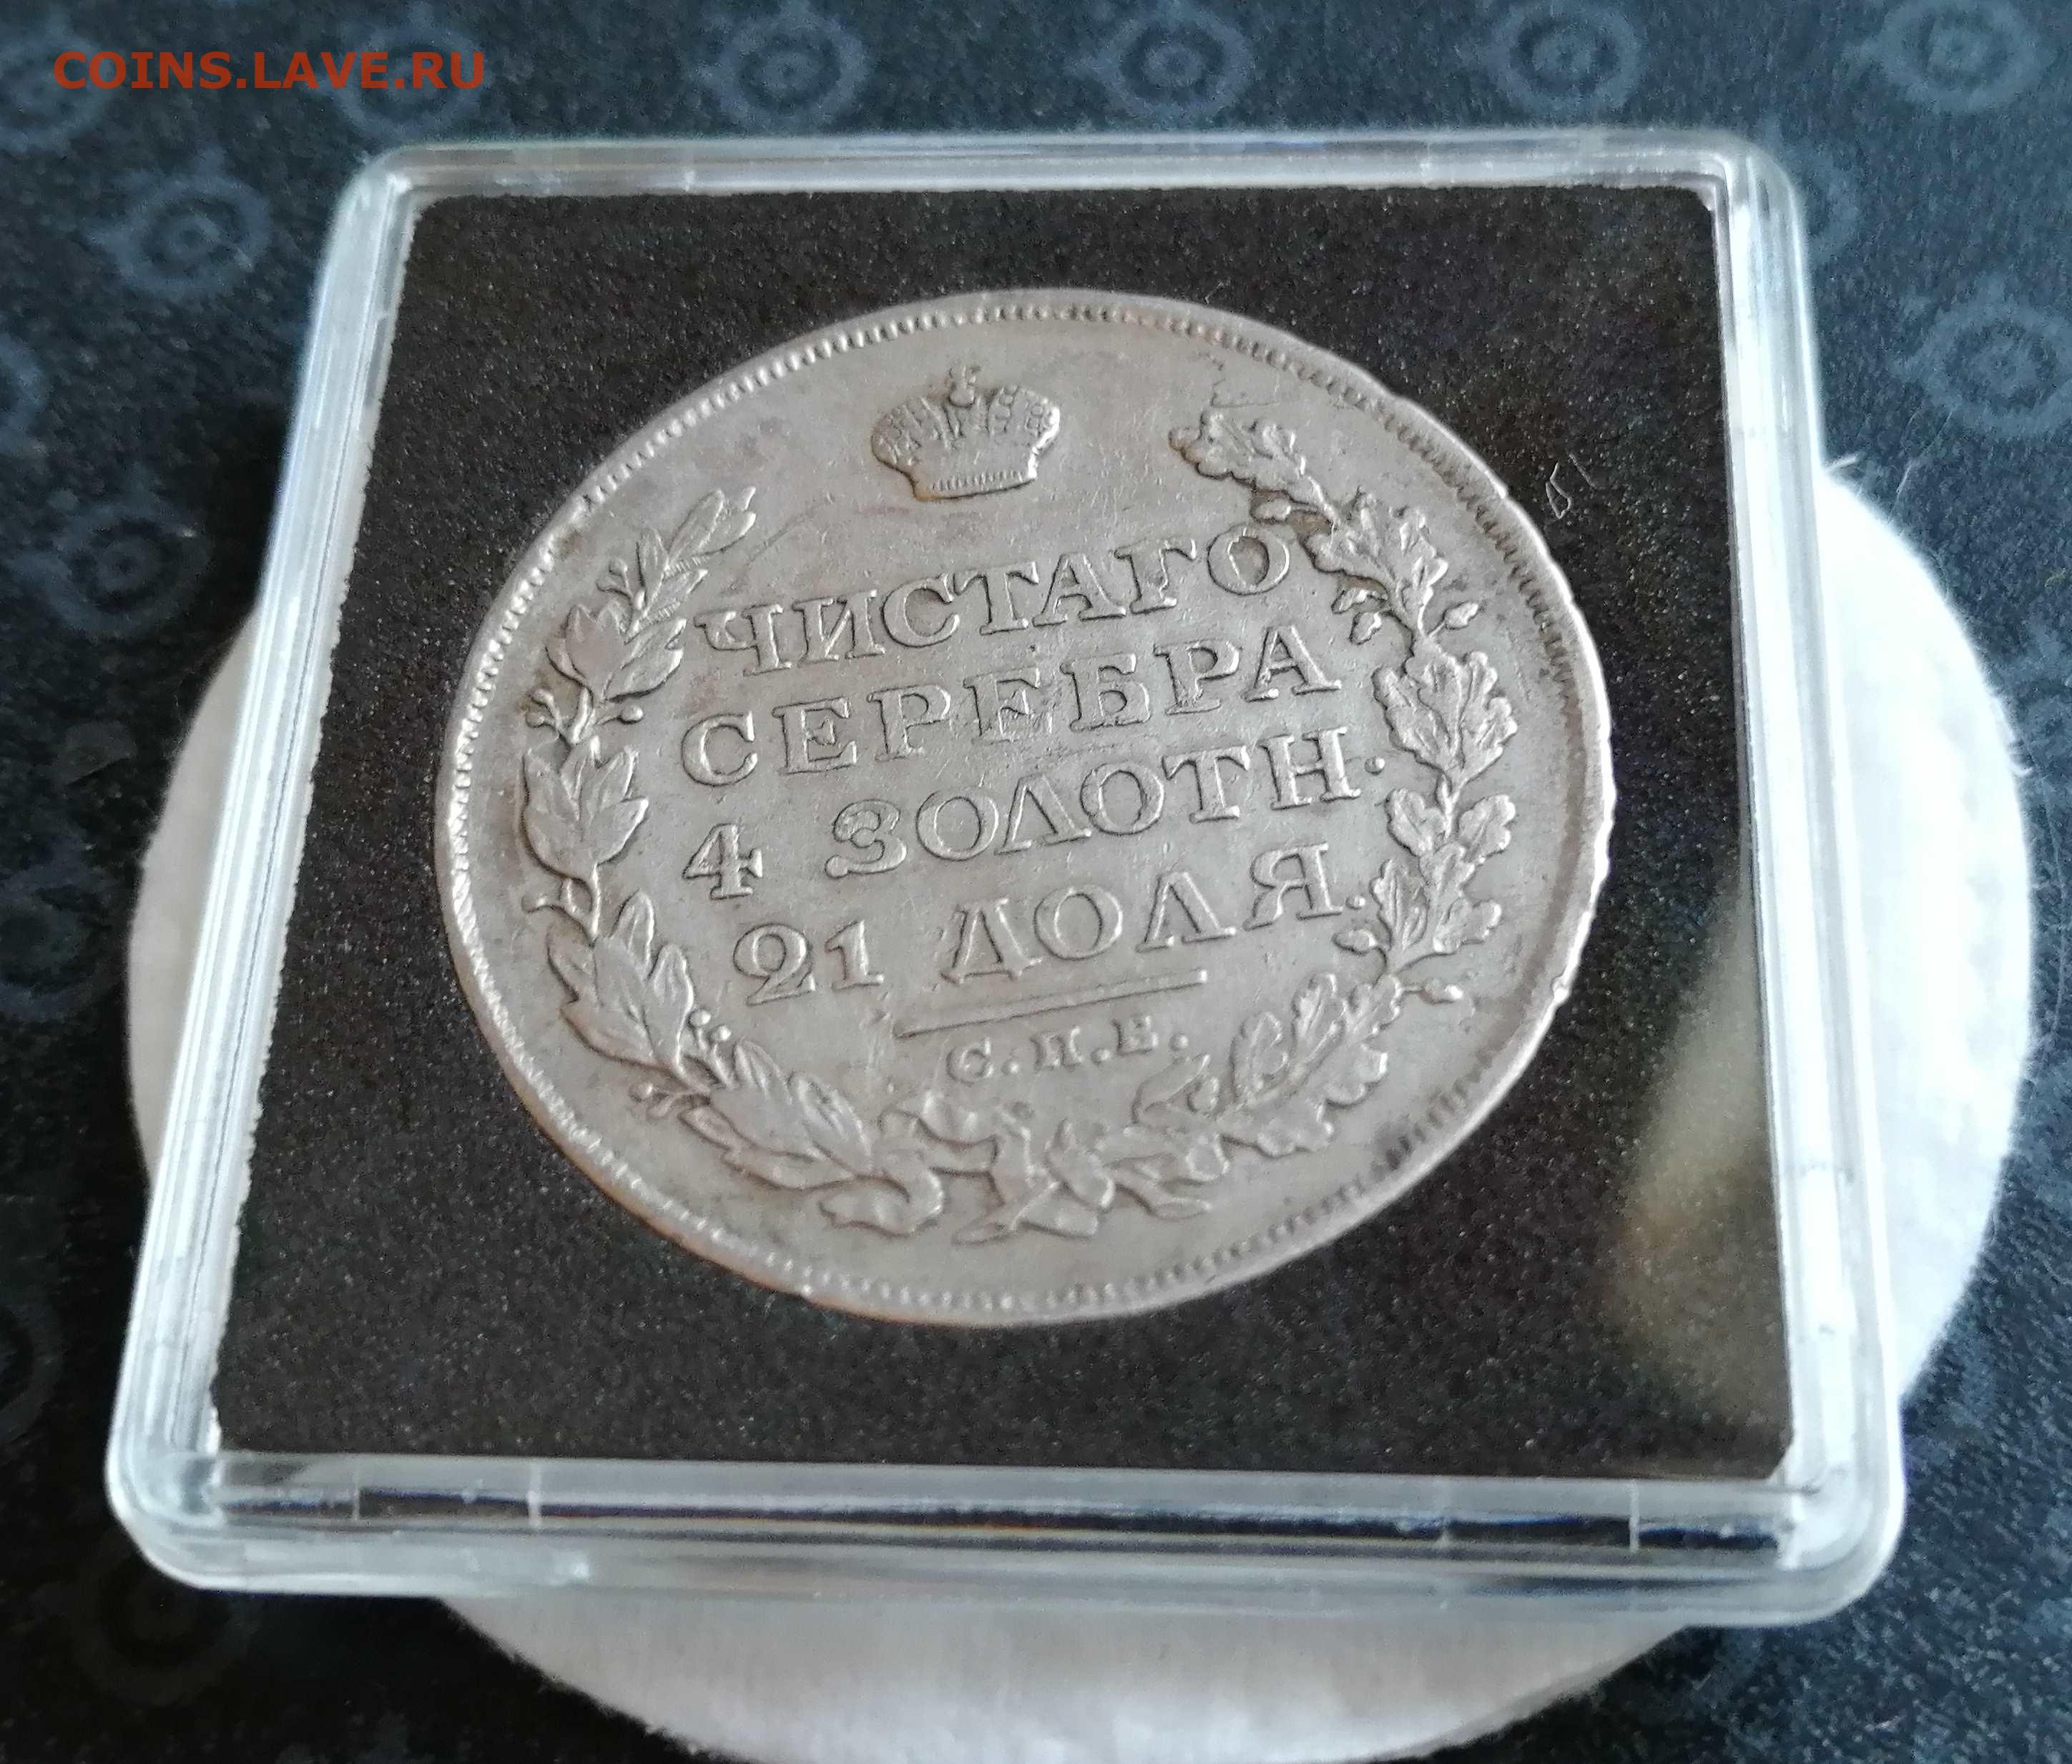 COINS.LAVE.RU
ЧИСТАГО
СЕРЕБРА
4 ЗОЛОТН.
21 ДОЛЯ.
С.П.Б.